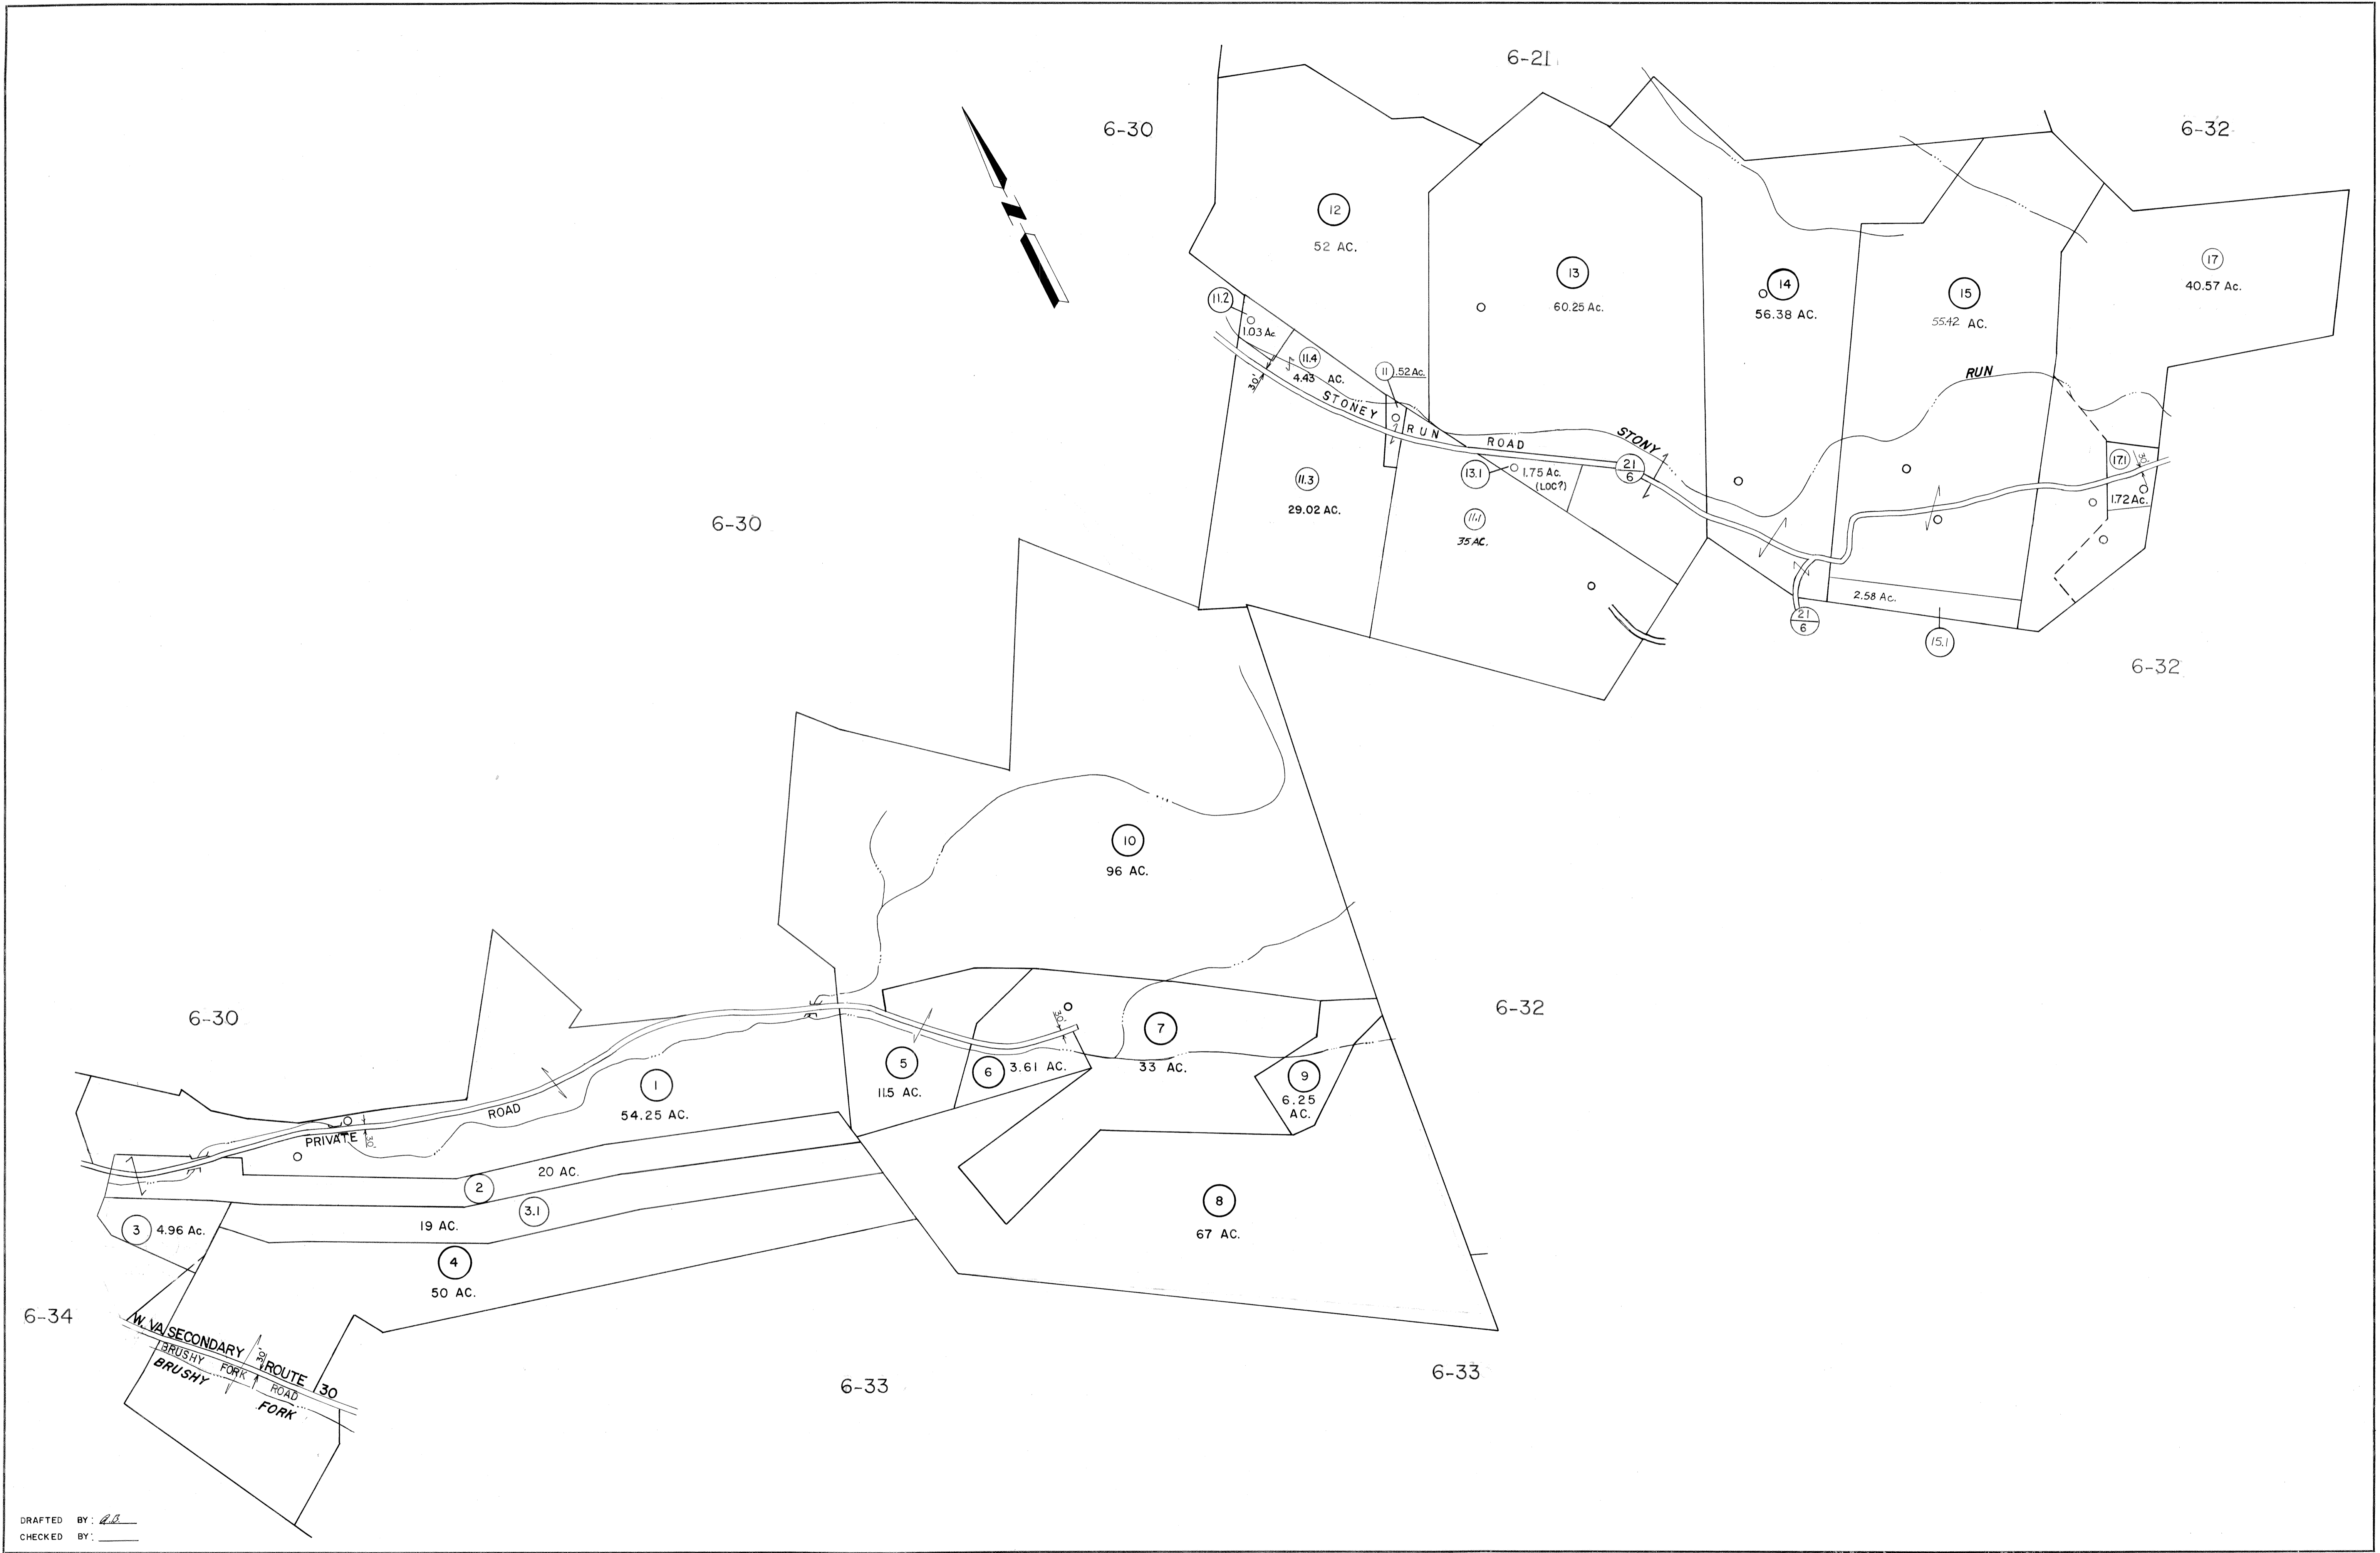 6-21
6-30
6-32
12
52 AC.
13
60.25 Ac.
14
56.38 AC.
15
55.42 AC.
17
40.57 Ac.
11.2
1.03 Ac
11.4
4.43 AC.
30'
11 .52 Ac.
STONEY RUN ROAD
STONY RUN
21
6
13.1
1.75 Ac.
(LOC?)
11.3
29.02 AC.
11.1
35 AC.
17.1
30'
1.72 Ac.
2.58 Ac.
21
6
15.1
6-30
6-32
10
96 AC.
6-30
6-32
30'
7
33 AC.
5
11.5 AC.
6 3.61 AC.
9
6.25
AC.
1
54.25 AC.
PRIVATE ROAD
30'
20 AC.
2
3.1
19 AC.
3 4.96 Ac.
4
50 AC.
8
67 AC.
6-34
W. VA SECONDARY ROUTE 30
30'
BRUSHY FORK ROAD
BRUSHY FORK
6-33
6-33
DRAFTED BY: A.B.
CHECKED BY: